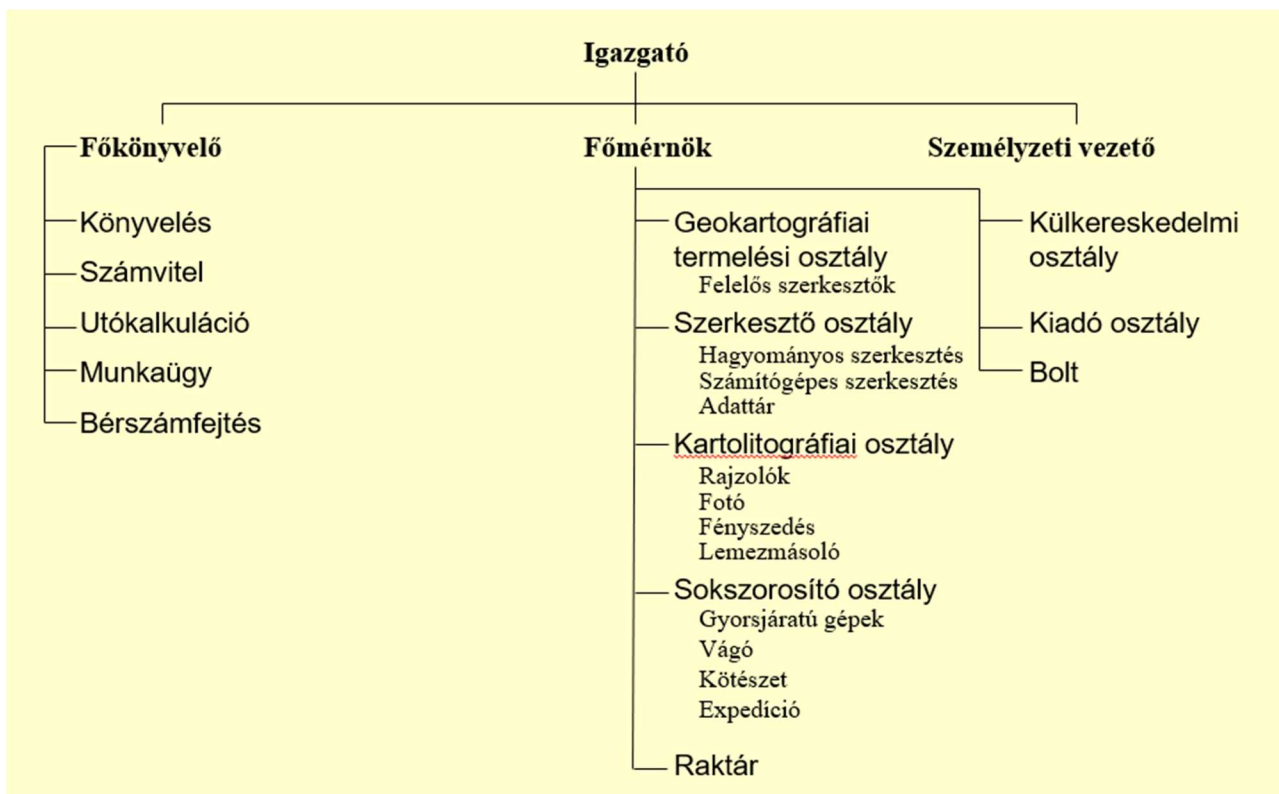 Igazgató
Főkönyvelő
Könyvelés
Számvitel
Utókalkuláció
Munkaügy
Bérszámfejtés
Főmérnök
Geokartográfiai
termelési osztály
Felelős szerkesztők
Szerkesztő osztály
Hagyományos szerkesztés
Számítógépes szerkesztés
Adattár
Kartolitográfiai osztály
Rajzolók
Fotó
Fényszedés
Lemezmásoló
Sokszorosító osztály
Gyorsjáratú gépek
Vágó
Kötészet
Expedíció
Raktár
Külkereskedelmi
osztály
Kiadó osztály
Bolt
Személyzeti vezető